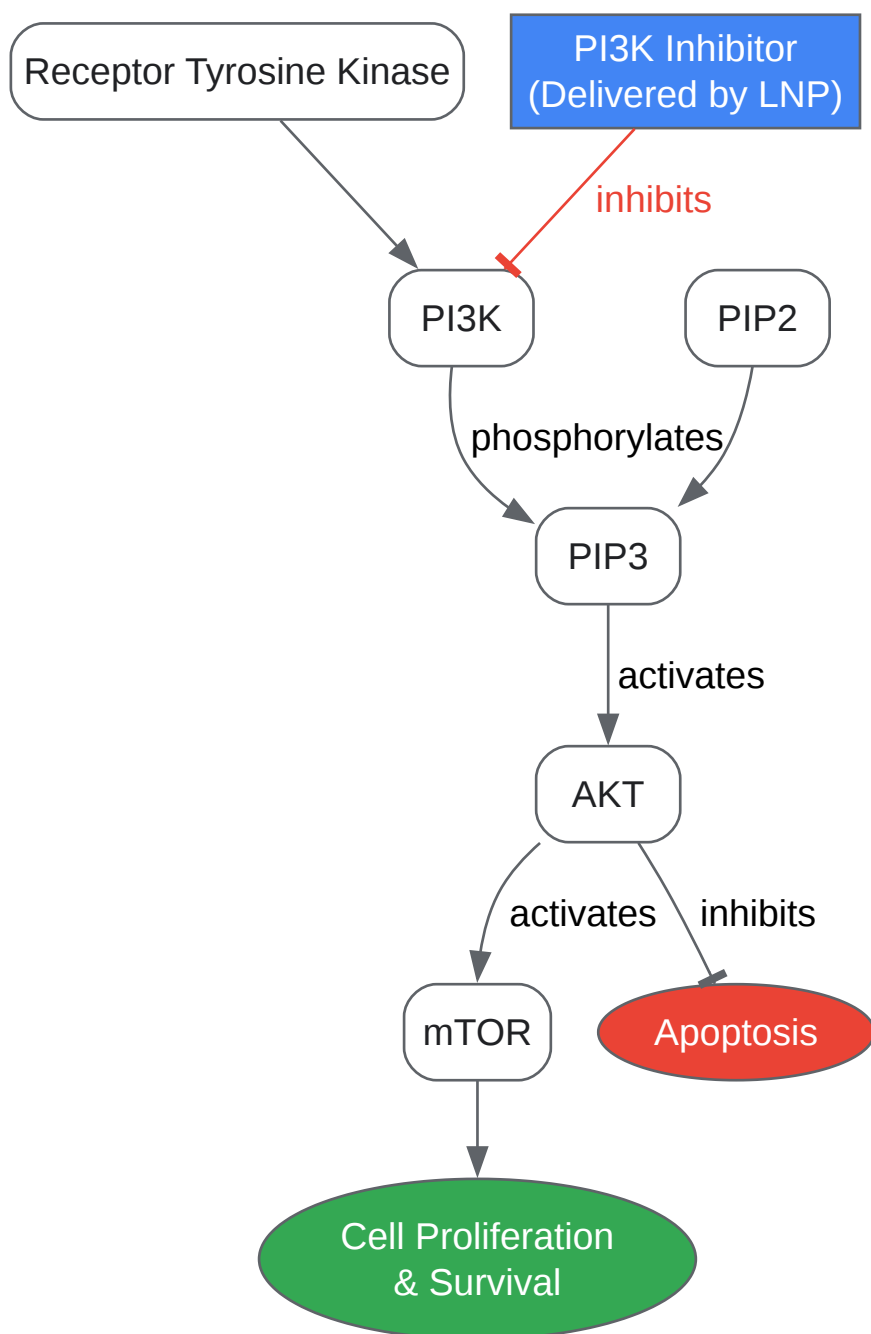 Receptor Tyrosine Kinase
PI3K Inhibitor
(Delivered by LNP)
inhibits
PI3K
PIP2
phosphorylates
PIP3
activates
AKT
activates
inhibits
mTOR
Apoptosis
Cell Proliferation
& Survival